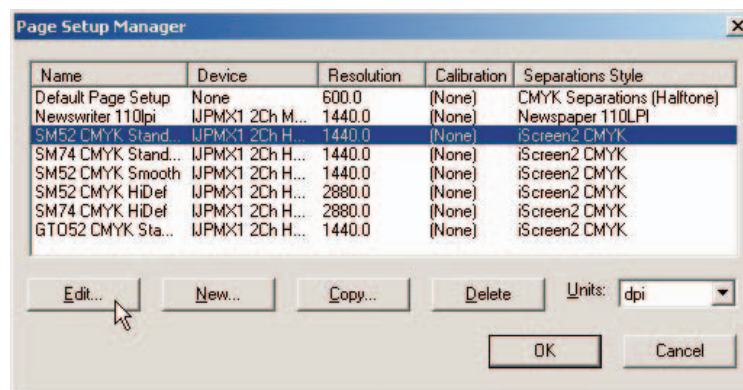 Page Setup Manager
Name Device Resolution Calibration Separations Style
Default Page Setup None 600.0 (None) CMYK Separations (Halftone)
Newswriter 110lpi IJPMX1 2Ch M... 1440.0 (None) Newspaper 110LPI
SM52 CMYK Stand... IJPMX1 2Ch H... 1440.0 (None) iScreen2 CMYK
SM74 CMYK Stand... IJPMX1 2Ch H... 1440.0 (None) iScreen2 CMYK
SM52 CMYK Smooth IJPMX1 2Ch H... 1440.0 (None) iScreen2 CMYK
SM52 CMYK HiDef IJPMX1 2Ch H... 2880.0 (None) iScreen2 CMYK
SM74 CMYK HiDef IJPMX1 2Ch H... 2880.0 (None) iScreen2 CMYK
GTO52 CMYK Sta... IJPMX1 2Ch H... 1440.0 (None) iScreen2 CMYK
Edit... New... Copy... Delete Units: dpi
OK Cancel